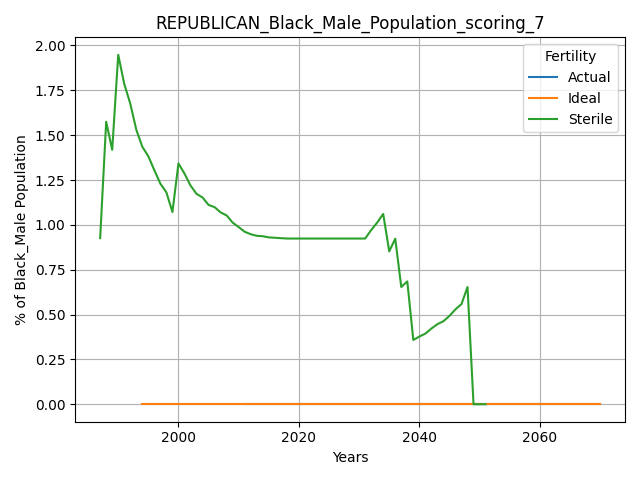 REPUBLICAN_Black_Male_Population_scoring_7
Fertility
Actual
Ideal
Sterile
% of Black_Male Population
2.00
1.75
1.50
1.25
1.00
0.75
0.50
0.25
0.00
2000
2020
2040
2060
Years